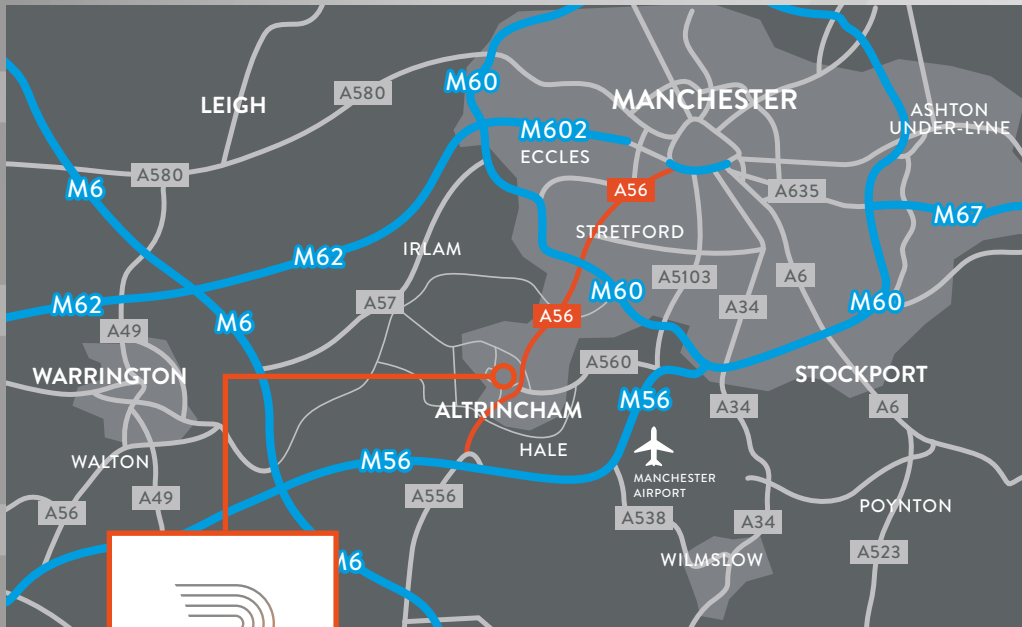 M60
A580
LEIGH
MANCHESTER
ASHTON
UNDER-LYNE
M602
ECCLES
A580
M6
A56
A635
M67
STRETFORD
IRLAM
M62
A5103
A6
M60
M62
A57
A34
M60
A56
M6
A49
A560
WARRINGTON
STOCKPORT
M56
ALTRINCHAM
A34
A6
HALE
WALTON
M56
MANCHESTER
AIRPORT
A556
A49
A56
A538
A34
POYNTON
A523
WILMSLOW
M6